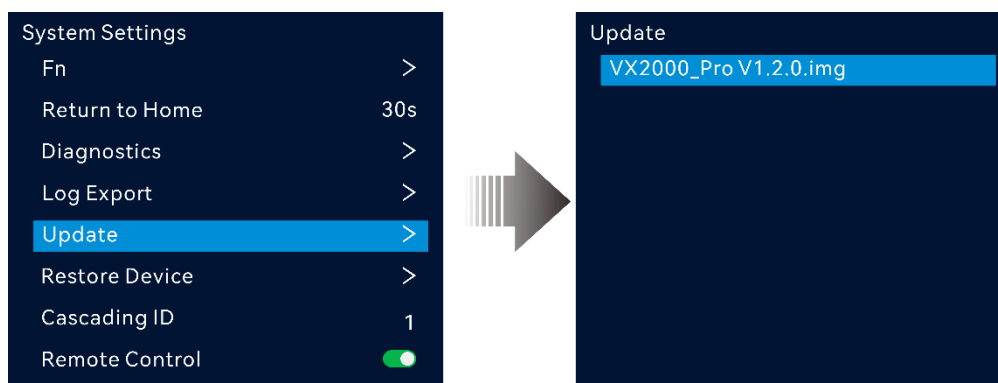 System Settings
Fn >
Return to Home 30s
Diagnostics >
Log Export >
Update >
Restore Device >
Cascading ID 1
Remote Control
Update
VX2000_Pro V1.2.0.img